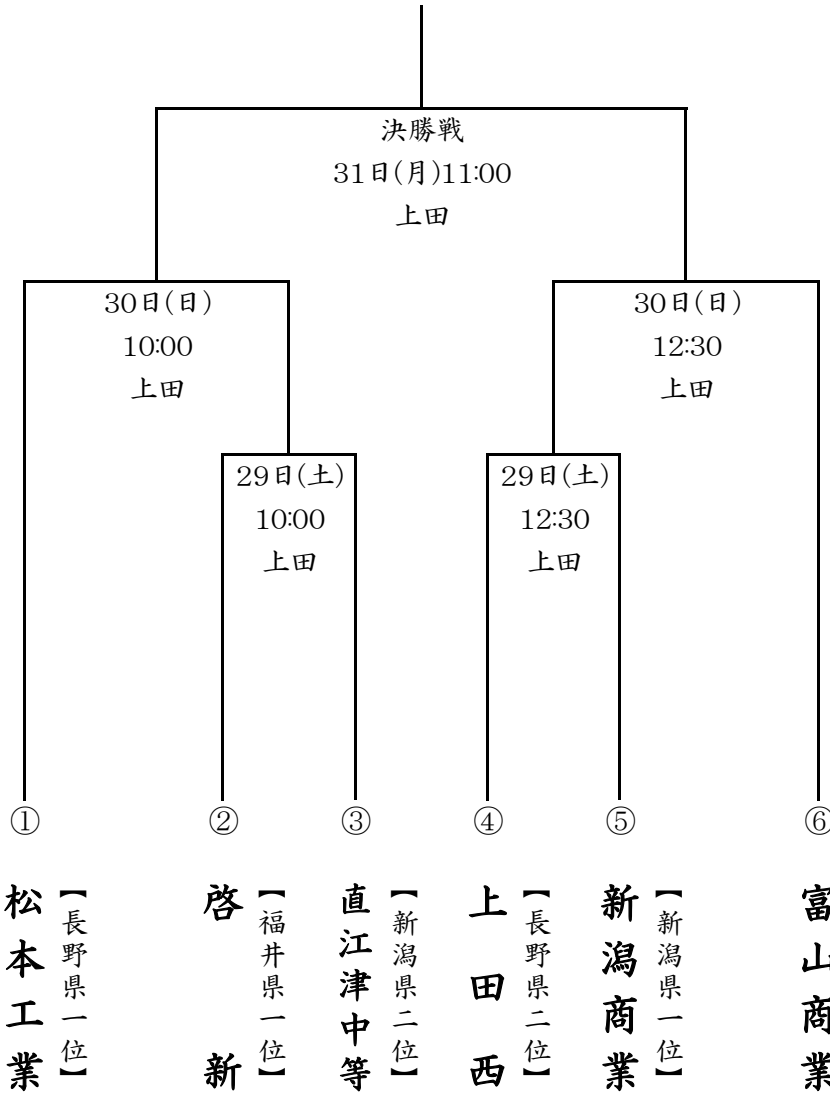 決勝戦
31日(月)11:00
上田
30日(日)
10:00
上田
30日(日)
12:30
上田
29日(土)
10:00
上田
29日(土)
12:30
上田
①
②
③
④
⑤
⑥
松本工業
【長野県一位】
啓新
【福井県一位】
直江津中等
【新潟県二位】
上田西
【長野県二位】
新潟商業
【新潟県一位】
富山商業